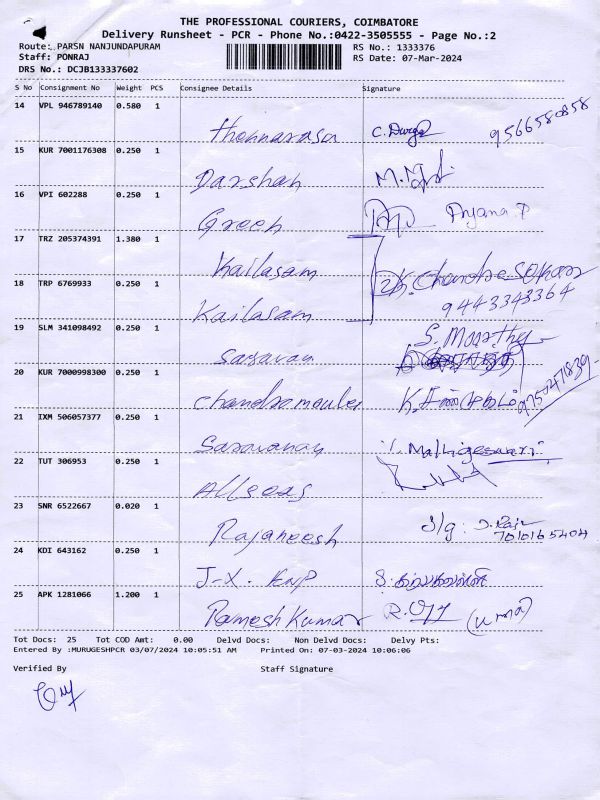 THE PROFESSIONAL COURIERS, COIMBATORE
Delivery Runsheet - PCR - Phone No.:0422-3505555 - Page No.:2
Route: PARSN NANJUNDAPURAM
RS No.: 1333376
Staff: PONRAJ
RS Date: 07-Mar-2024
DRS No.: DCJB133337602
S No Consignment No Weight PCS Consignee Details Signature
14 VPL 946789140 0.580 1
Thennarasu C. Durga 9566580858
15 KUR 7001176308 0.250 1
Darshan
16 VPI 602288 0.250 1
Green Ayana.P
17 TRZ 205374391 1.380 1
Kailasam
18 TRP 6769933 0.250 1
Kailasam K. Chandrasekar
9443343364
19 SLM 341098492 0.250 1
Saravan S. Moorthy
20 KUR 7000998300 0.250 1
Chandramouler 9750471839
21 IXM 506057377 0.250 1
Saravanan Malligeswari
22 TUT 306953 0.250 1
Allseas
23 SNR 6522667 0.020 1
Rajaneesh S/g:
7010165404
24 KDI 643162 0.250 1
J-X.
25 APK 1281066 1.200 1
Ramesh Kumar (uma)
Tot Docs: 25 Tot COD Amt: 0.00 Delvd Docs: Non Delvd Docs: Delvy Pts:
Entered By :MURUGESHPCR 03/07/2024 10:05:51 AM Printed On: 07-03-2024 10:06:06
Verified By Staff Signature